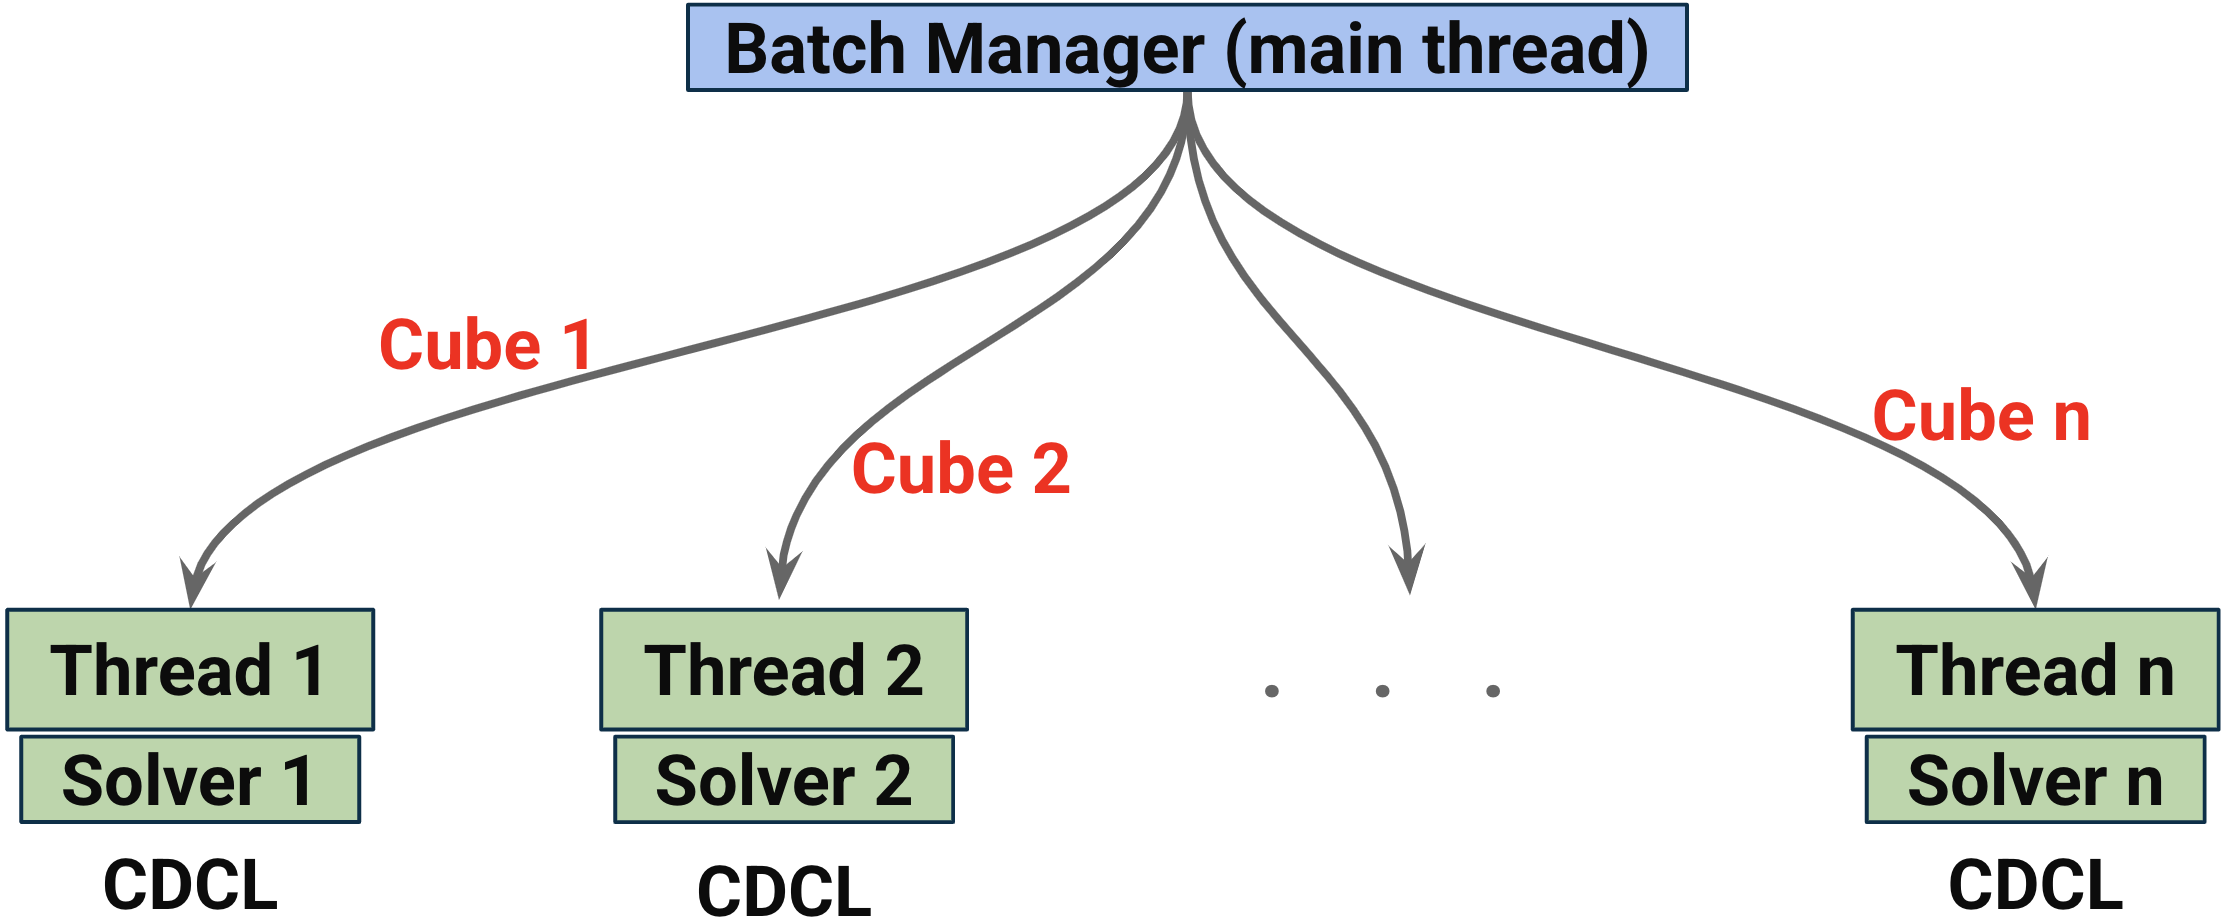 Batch Manager (main thread)
Cube 1
Cube n
Cube 2
Thread 1
Thread 2
. . .
Thread n
Solver 1
Solver 2
Solver n
CDCL
CDCL
CDCL